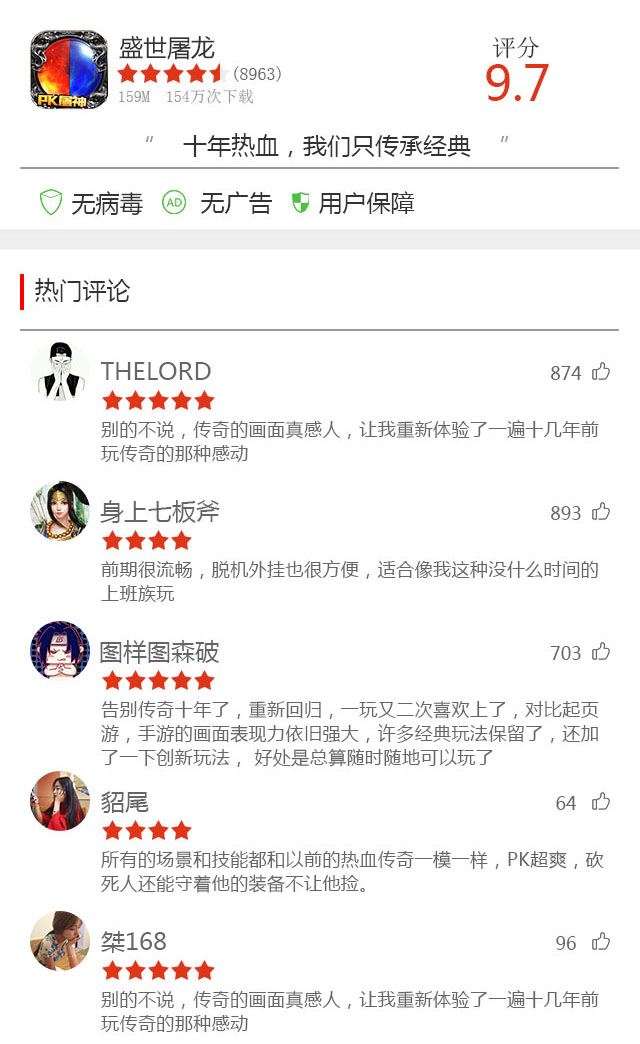 盛世屠龙
PK屠神
(8963)
159M 154万次下载
评分
9.7
“ 十年热血，我们只传承经典 ”
无病毒 AD 无广告 用户保障
热门评论
THELORD 874
别的不说，传奇的画面真感人，让我重新体验了一遍十几年前
玩传奇的那种感动
身上七板斧 893
前期很流畅，脱机外挂也很方便，适合像我这种没什么时间的
上班族玩
图样图森破 703
告别传奇十年了，重新回归，一玩又二次喜欢上了，对比起页
游，手游的画面表现力依旧强大，许多经典玩法保留了，还加
了一下创新玩法， 好处是总算随时随地可以玩了
貂尾 64
所有的场景和技能都和以前的热血传奇一模一样，PK超爽，砍
死人还能守着他的装备不让他捡。
桀168 96
别的不说，传奇的画面真感人，让我重新体验了一遍十几年前
玩传奇的那种感动